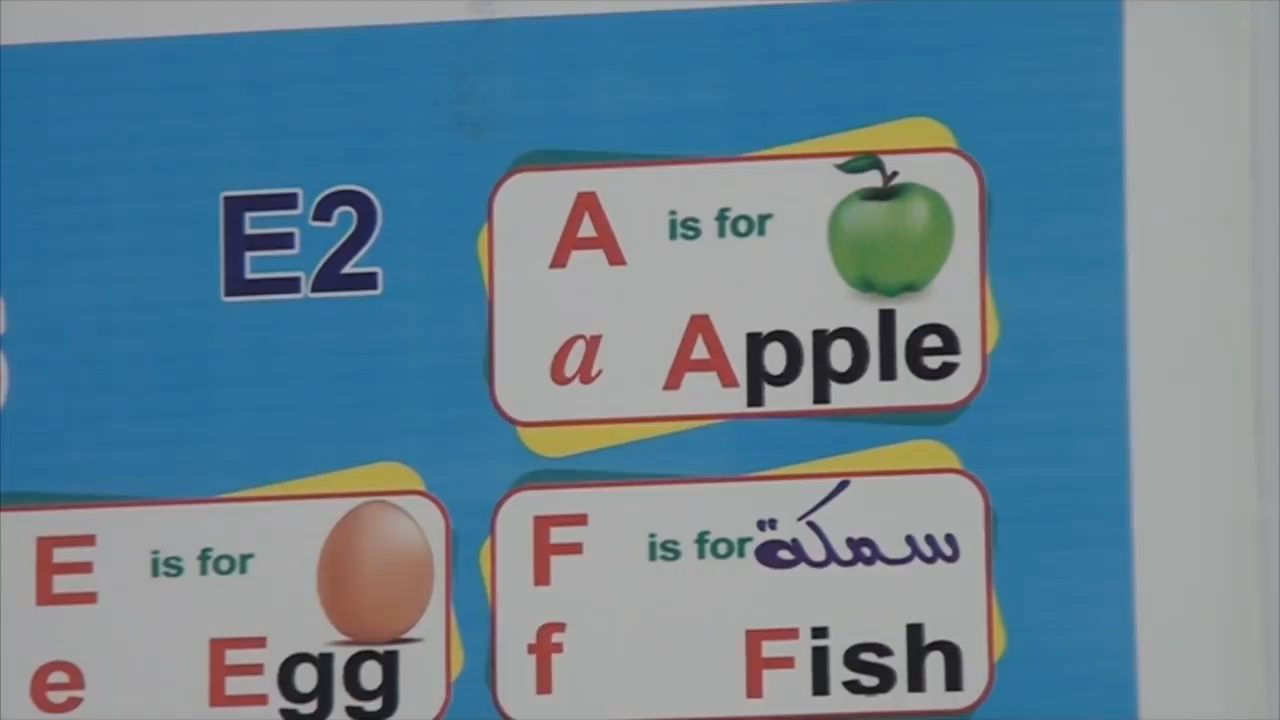 E2
A is for
a Apple
E is for
e Egg
F is for سمكة
f Fish